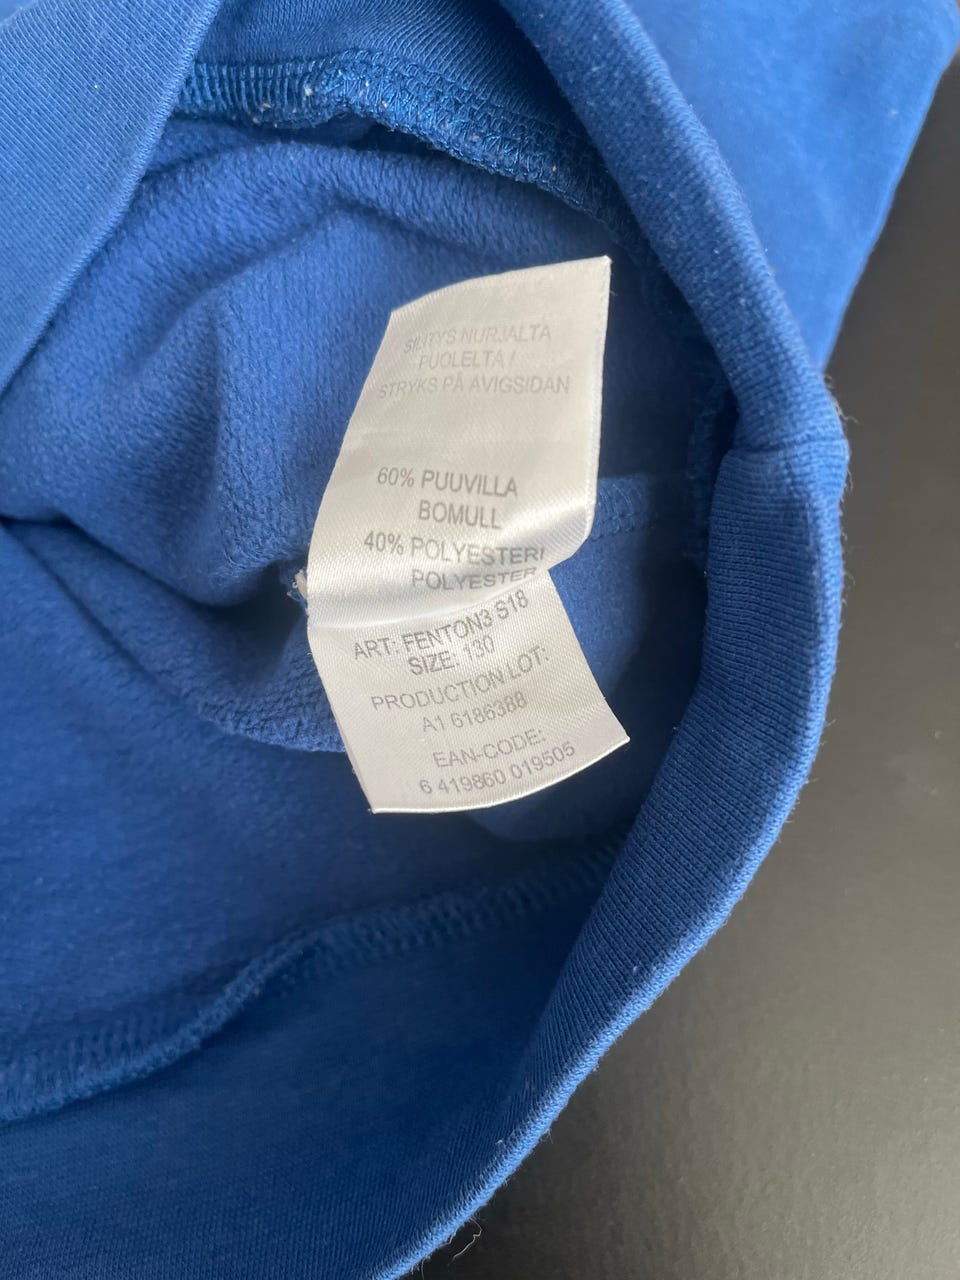 SILITYS NURJALTA
PUOLELTA /
STRYKS PÅ AVIGSIDAN
60% PUUVILLA
BOMULL
40% POLYESTERI
POLYESTER
ART: FENTON3 S18
SIZE: 130
PRODUCTION LOT:
A1 6186388
EAN-CODE:
6 419860 019505